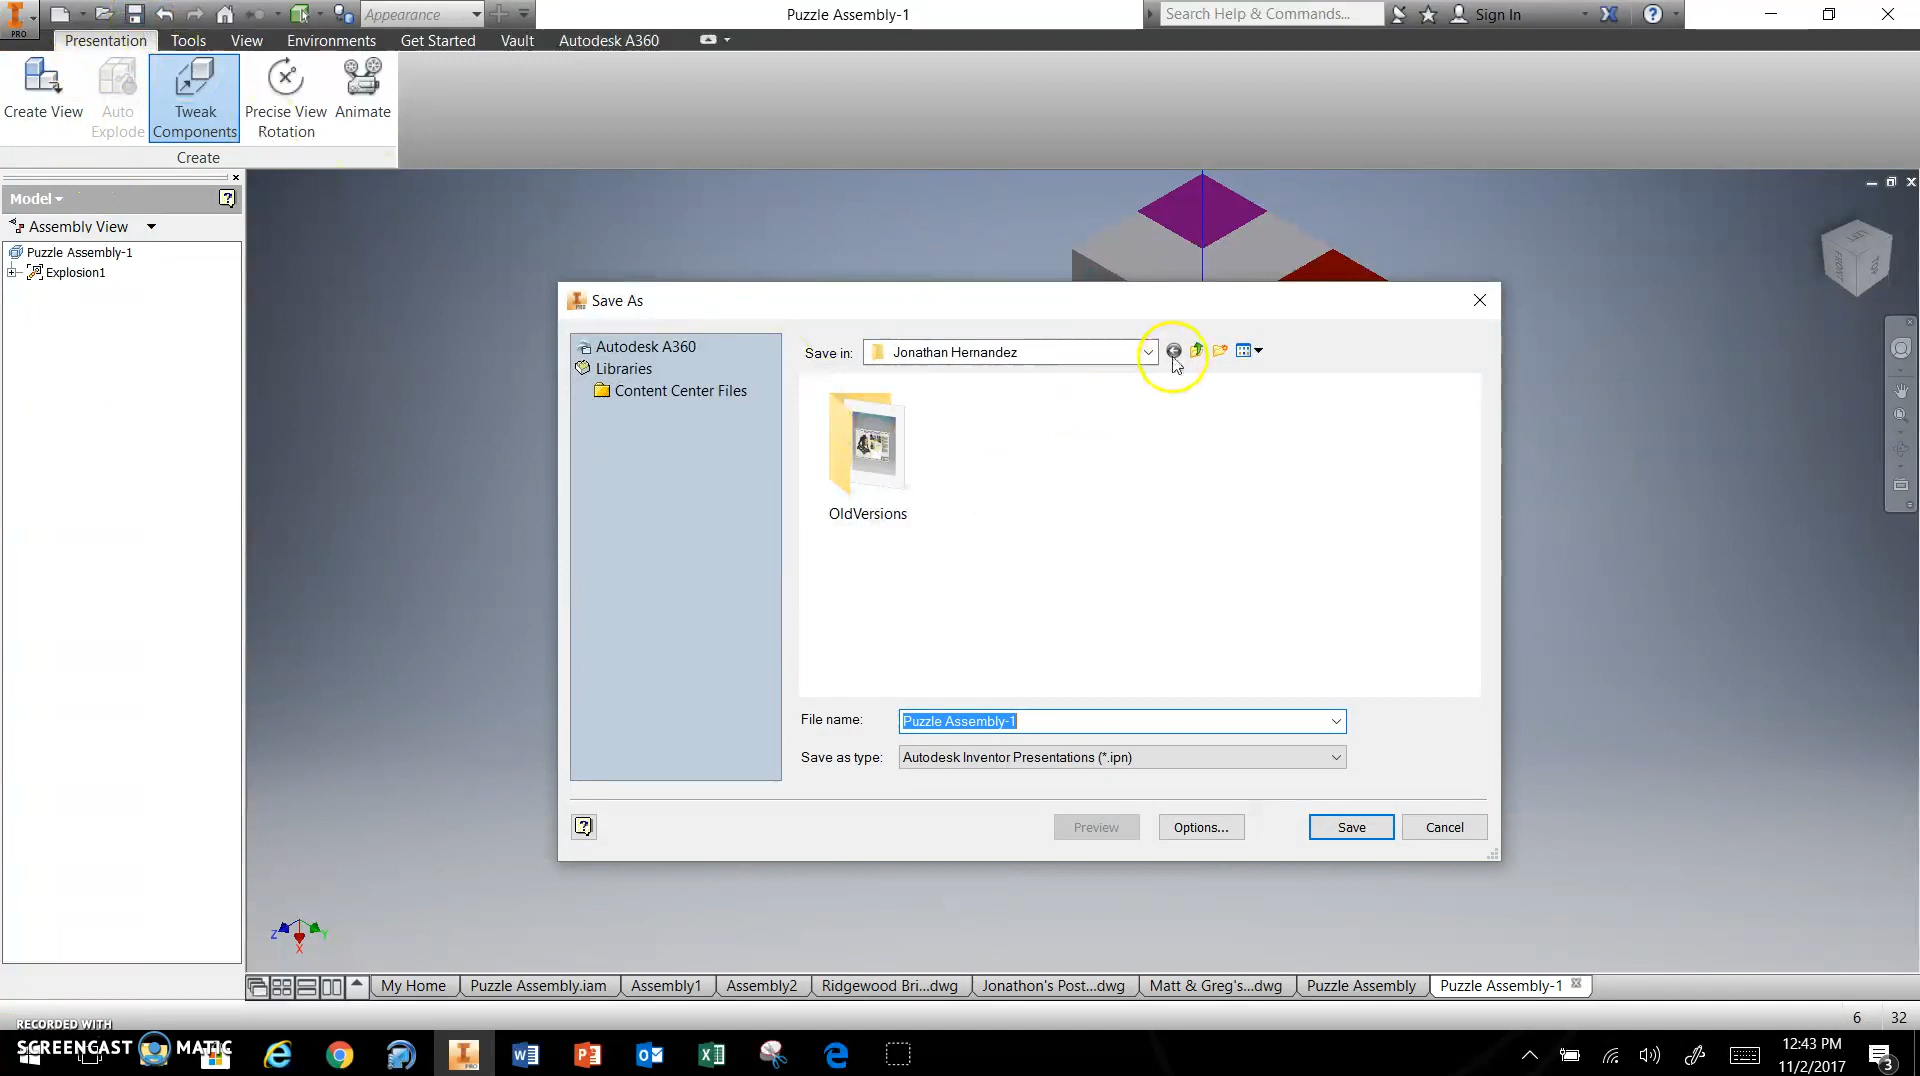 Appearance
Puzzle Assembly-1
Search Help & Commands...
Sign In
PRO
Presentation
Tools
View
Environments
Get Started
Vault
Autodesk A360
Create View
Auto Explode
Tweak Components
Precise View Rotation
Animate
Create
Model
Assembly View
Puzzle Assembly-1
Explosion1
LEFT
FRONT
TOP
Save As
Autodesk A360
Libraries
Content Center Files
Save in:
Jonathan Hernandez
OldVersions
File name:
Puzzle Assembly-1
Save as type:
Autodesk Inventor Presentations (*.ipn)
Preview
Options...
Save
Cancel
Z
Y
X
My Home
Puzzle Assembly.iam
Assembly1
Assembly2
Ridgewood Bri...dwg
Jonathon's Post...dwg
Matt & Greg's...dwg
Puzzle Assembly
Puzzle Assembly-1
6
32
RECORDED WITH
SCREENCAST MATIC
12:43 PM
11/2/2017
3